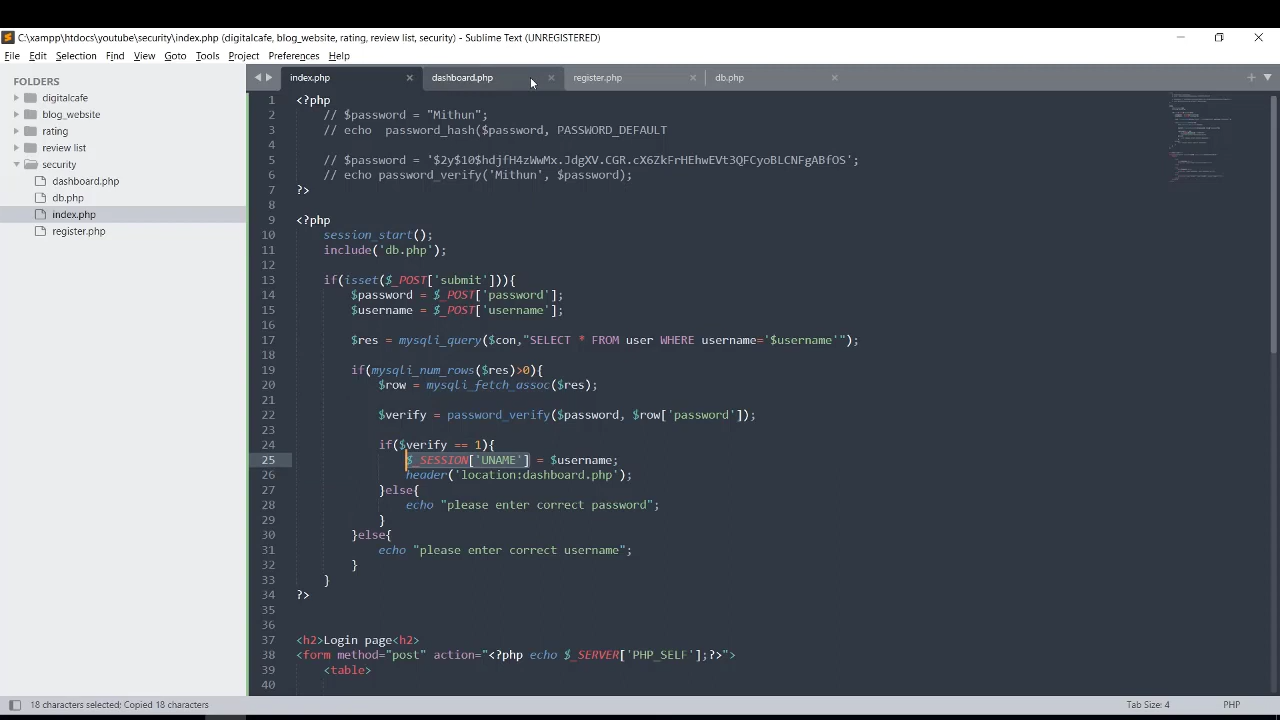 C:\xampp\htdocs\youtube\security\index.php (digitalcafe, blog_website, rating, review list, security) - Sublime Text (UNREGISTERED)
File Edit Selection Find View Goto Tools Project Preferences Help
FOLDERS
digitalcafe
blog_website
rating
review list
security
dashboard.php
db.php
index.php
register.php
index.php dashboard.php register.php db.php
1 <?php
2 // $password = "Mithun";
3 // echo  password_hash($password, PASSWORD_DEFAULT
4
5 // $password = '$2y$10$hdjfH4zWwMx.JdgXV.CGR.cX6ZkFrHEhwEVt3QFCyoBLCNFgABfOS';
6 // echo password_verify('Mithun', $password);
7 ?>
8
9 <?php
10 session_start();
11 include('db.php');
12
13 if(isset($_POST['submit'])){
14 $password = $_POST['password'];
15 $username = $_POST['username'];
16
17 $res = mysqli_query($con,"SELECT * FROM user WHERE username='$username'");
18
19 if(mysqli_num_rows($res)>0){
20 $row = mysqli_fetch_assoc($res);
21
22 $verify = password_verify($password, $row['password']);
23
24 if($verify == 1){
25 $_SESSION['UNAME'] = $username;
26 header('location:dashboard.php');
27 }else{
28 echo "please enter correct password";
29 }
30 }else{
31 echo "please enter correct username";
32 }
33 }
34 ?>
35
36
37 <h2>Login page<h2>
38 <form method="post" action="<?php echo $_SERVER['PHP_SELF'];?>">
39 <table>
40
18 characters selected; Copied 18 characters Tab Size: 4 PHP